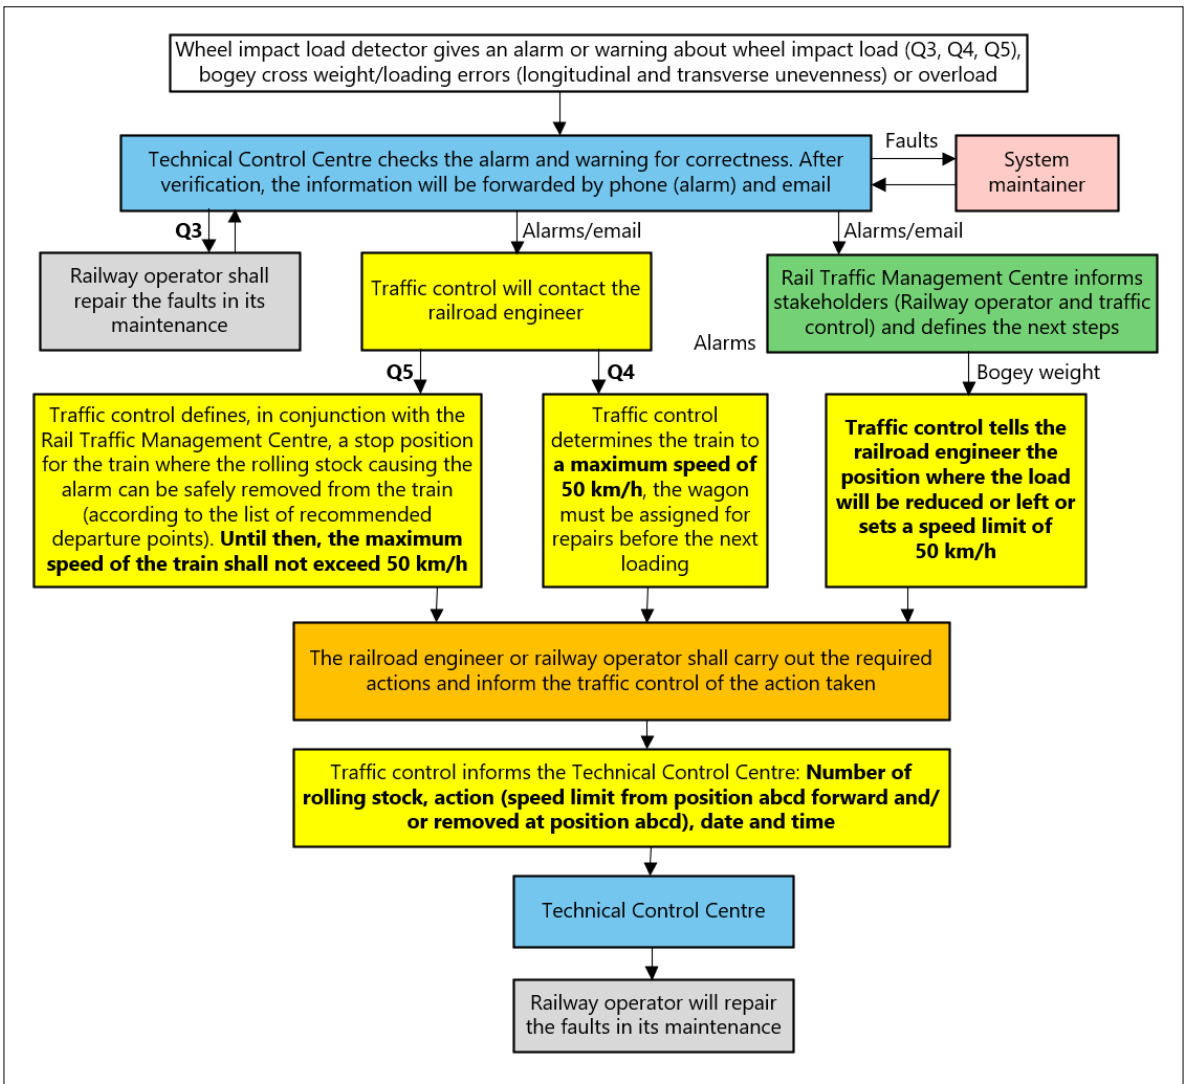 Wheel impact load detector gives an alarm or warning about wheel impact load (Q3, Q4, Q5),
bogey cross weight/loading errors (longitudinal and transverse unevenness) or overload
Technical Control Centre checks the alarm and warning for correctness. After
verification, the information will be forwarded by phone (alarm) and email
Faults
System
maintainer
Q3
Alarms/email
Alarms/email
Railway operator shall
repair the faults in its
maintenance
Traffic control will contact the
railroad engineer
Rail Traffic Management Centre informs
stakeholders (Railway operator and traffic
control) and defines the next steps
Alarms
Q5
Q4
Bogey weight
Traffic control defines, in conjunction with the
Rail Traffic Management Centre, a stop position
for the train where the rolling stock causing the
alarm can be safely removed from the train
(according to the list of recommended
departure points). Until then, the maximum
speed of the train shall not exceed 50 km/h
Traffic control
determines the train to
a maximum speed of
50 km/h, the wagon
must be assigned for
repairs before the next
loading
Traffic control tells the
railroad engineer the
position where the load
will be reduced or left or
sets a speed limit of
50 km/h
The railroad engineer or railway operator shall carry out the required
actions and inform the traffic control of the action taken
Traffic control informs the Technical Control Centre: Number of
rolling stock, action (speed limit from position abcd forward and/
or removed at position abcd), date and time
Technical Control Centre
Railway operator will repair
the faults in its maintenance